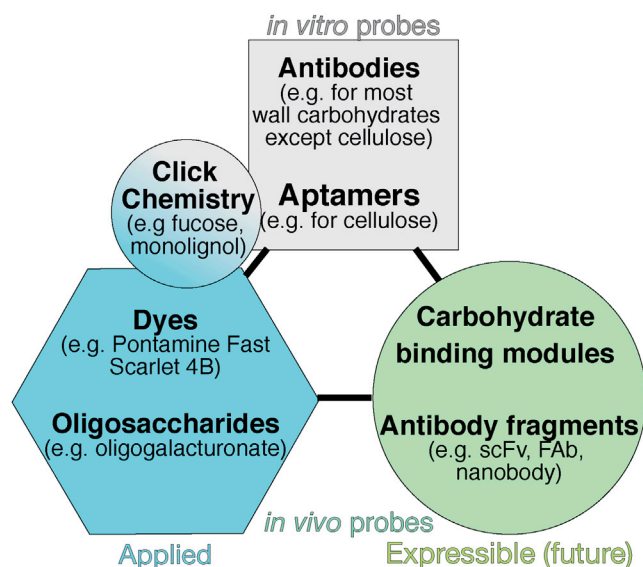 in vitro probes
Antibodies
(e.g. for most
wall carbohydrates
except cellulose)
Aptamers
(e.g. for cellulose)
Click
Chemistry
(e.g fucose,
monolignol)
Dyes
(e.g. Pontamine Fast
Scarlet 4B)
Oligosaccharides
(e.g. oligogalacturonate)
Carbohydrate
binding modules
Antibody fragments
(e.g. scFv, FAb,
nanobody)
in vivo probes
Applied
Expressible (future)